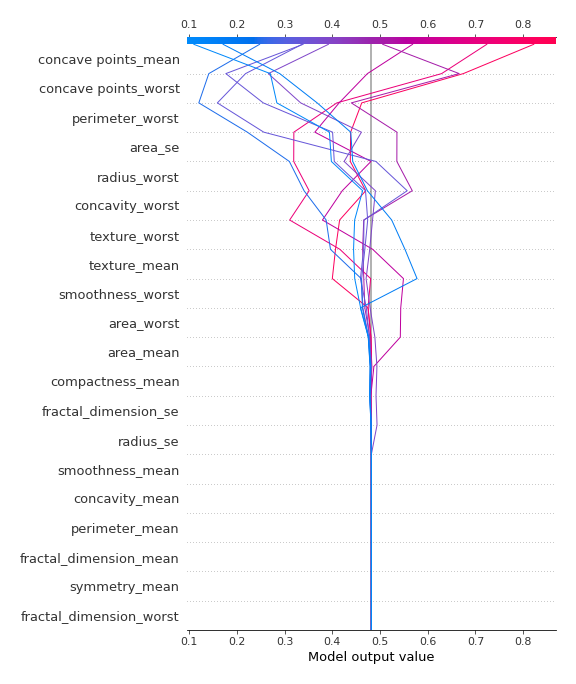 0.1 0.2 0.3 0.4 0.5 0.6 0.7 0.8
concave points_mean
concave points_worst
perimeter_worst
area_se
radius_worst
concavity_worst
texture_worst
texture_mean
smoothness_worst
area_worst
area_mean
compactness_mean
fractal_dimension_se
radius_se
smoothness_mean
concavity_mean
perimeter_mean
fractal_dimension_mean
symmetry_mean
fractal_dimension_worst
0.1 0.2 0.3 0.4 0.5 0.6 0.7 0.8
Model output value